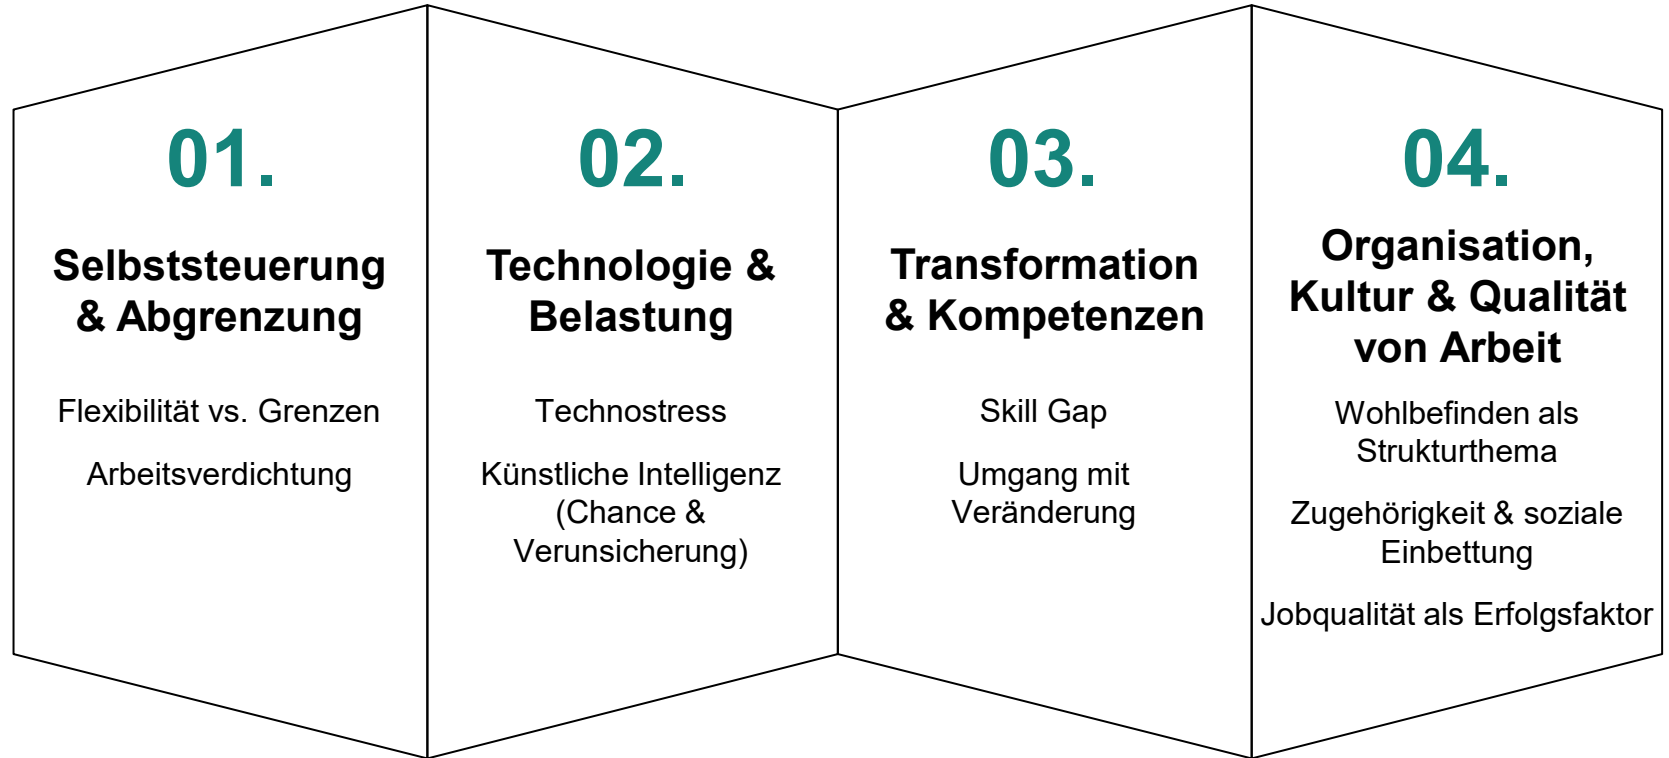 01.
Selbststeuerung
& Abgrenzung
Flexibilität vs. Grenzen
Arbeitsverdichtung
02.
Technologie &
Belastung
Technostress
Künstliche Intelligenz
(Chance &
Verunsicherung)
03.
Transformation
& Kompetenzen
Skill Gap
Umgang mit
Veränderung
04.
Organisation,
Kultur & Qualität
von Arbeit
Wohlbefinden als
Strukturthema
Zugehörigkeit & soziale
Einbettung
Jobqualität als Erfolgsfaktor